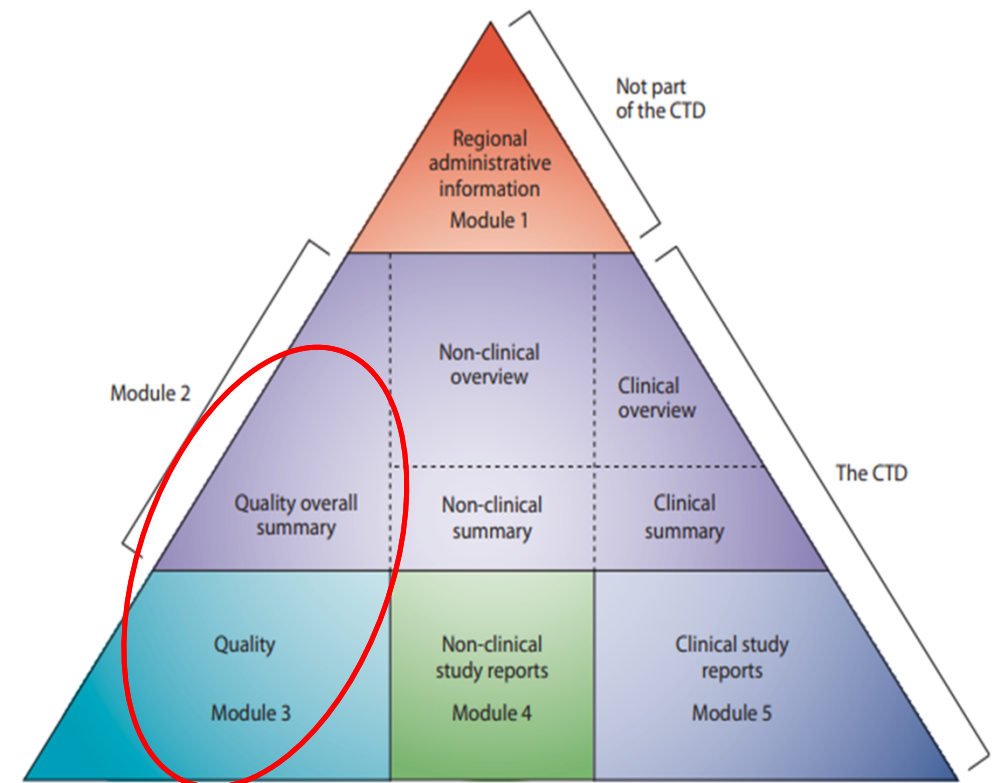 Not part
of the CTD
Regional
administrative
information
Module 1
Module 2
Non-clinical
overview
Clinical
overview
The CTD
Quality overall
summary
Non-clinical
summary
Clinical
summary
Quality
Module 3
Non-clinical
study reports
Module 4
Clinical study
reports
Module 5